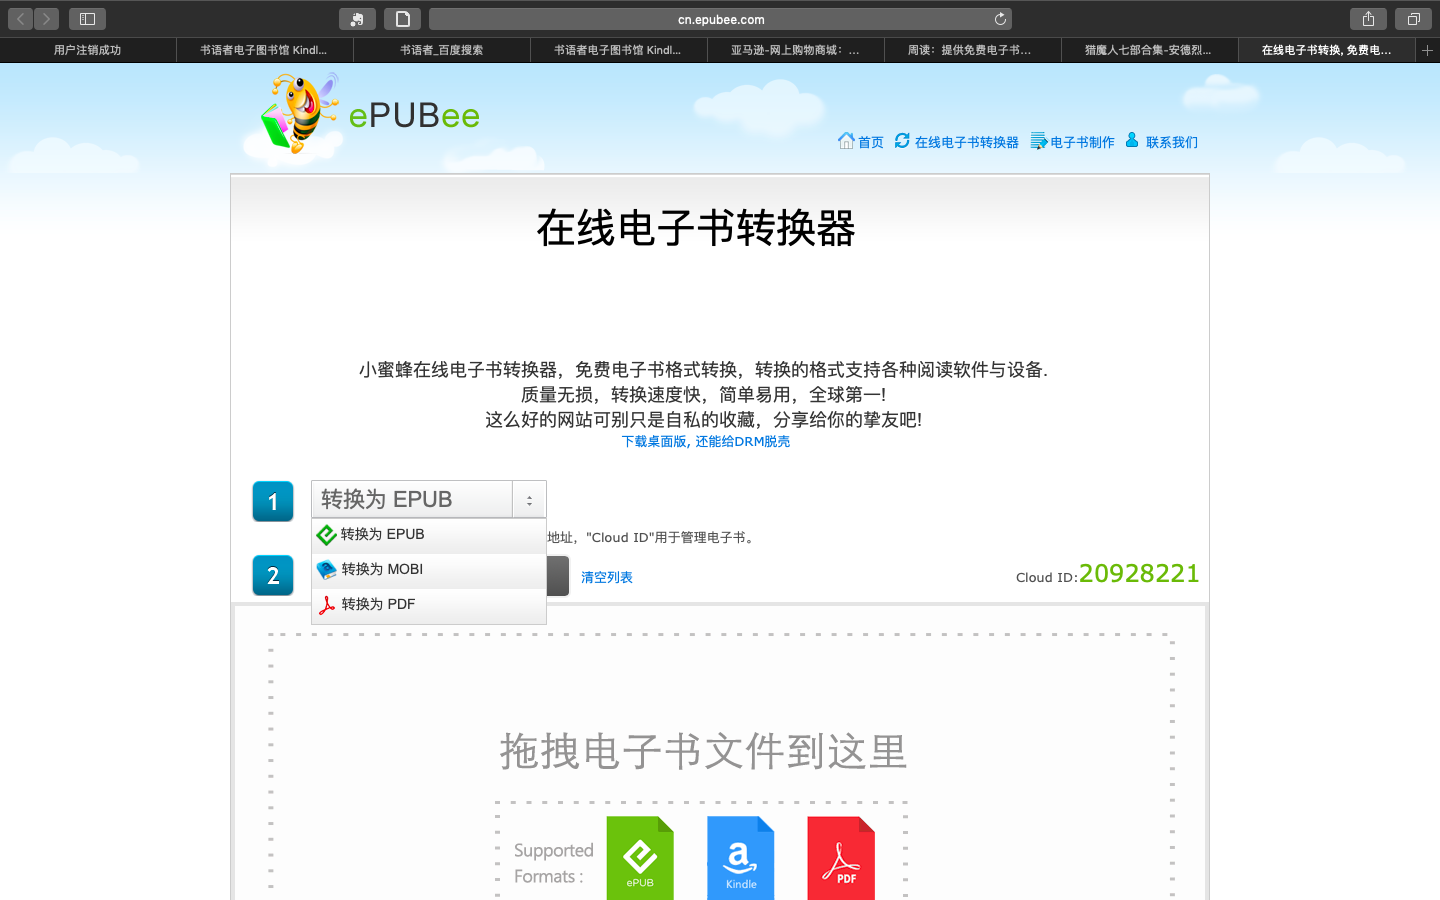 cn.epubee.com
用户注销成功
书语者电子图书馆 Kindl...
书语者_百度搜索
书语者电子图书馆 Kindl...
亚马逊-网上购物商城：...
周读：提供免费电子书...
猎魔人七部合集-安德烈...
在线电子书转换, 免费电...
ePUBee
首页
在线电子书转换器
电子书制作
联系我们
在线电子书转换器
小蜜蜂在线电子书转换器，免费电子书格式转换，转换的格式支持各种阅读软件与设备.
质量无损，转换速度快，简单易用，全球第一!
这么好的网站可别只是自私的收藏，分享给你的挚友吧!
下载桌面版, 还能给DRM脱壳
1
转换为 EPUB
转换为 EPUB
地址，"Cloud ID"用于管理电子书。
转换为 MOBI
2
清空列表
Cloud ID:20928221
转换为 PDF
拖拽电子书文件到这里
Supported
Formats :
ePUB
a
Kindle
PDF